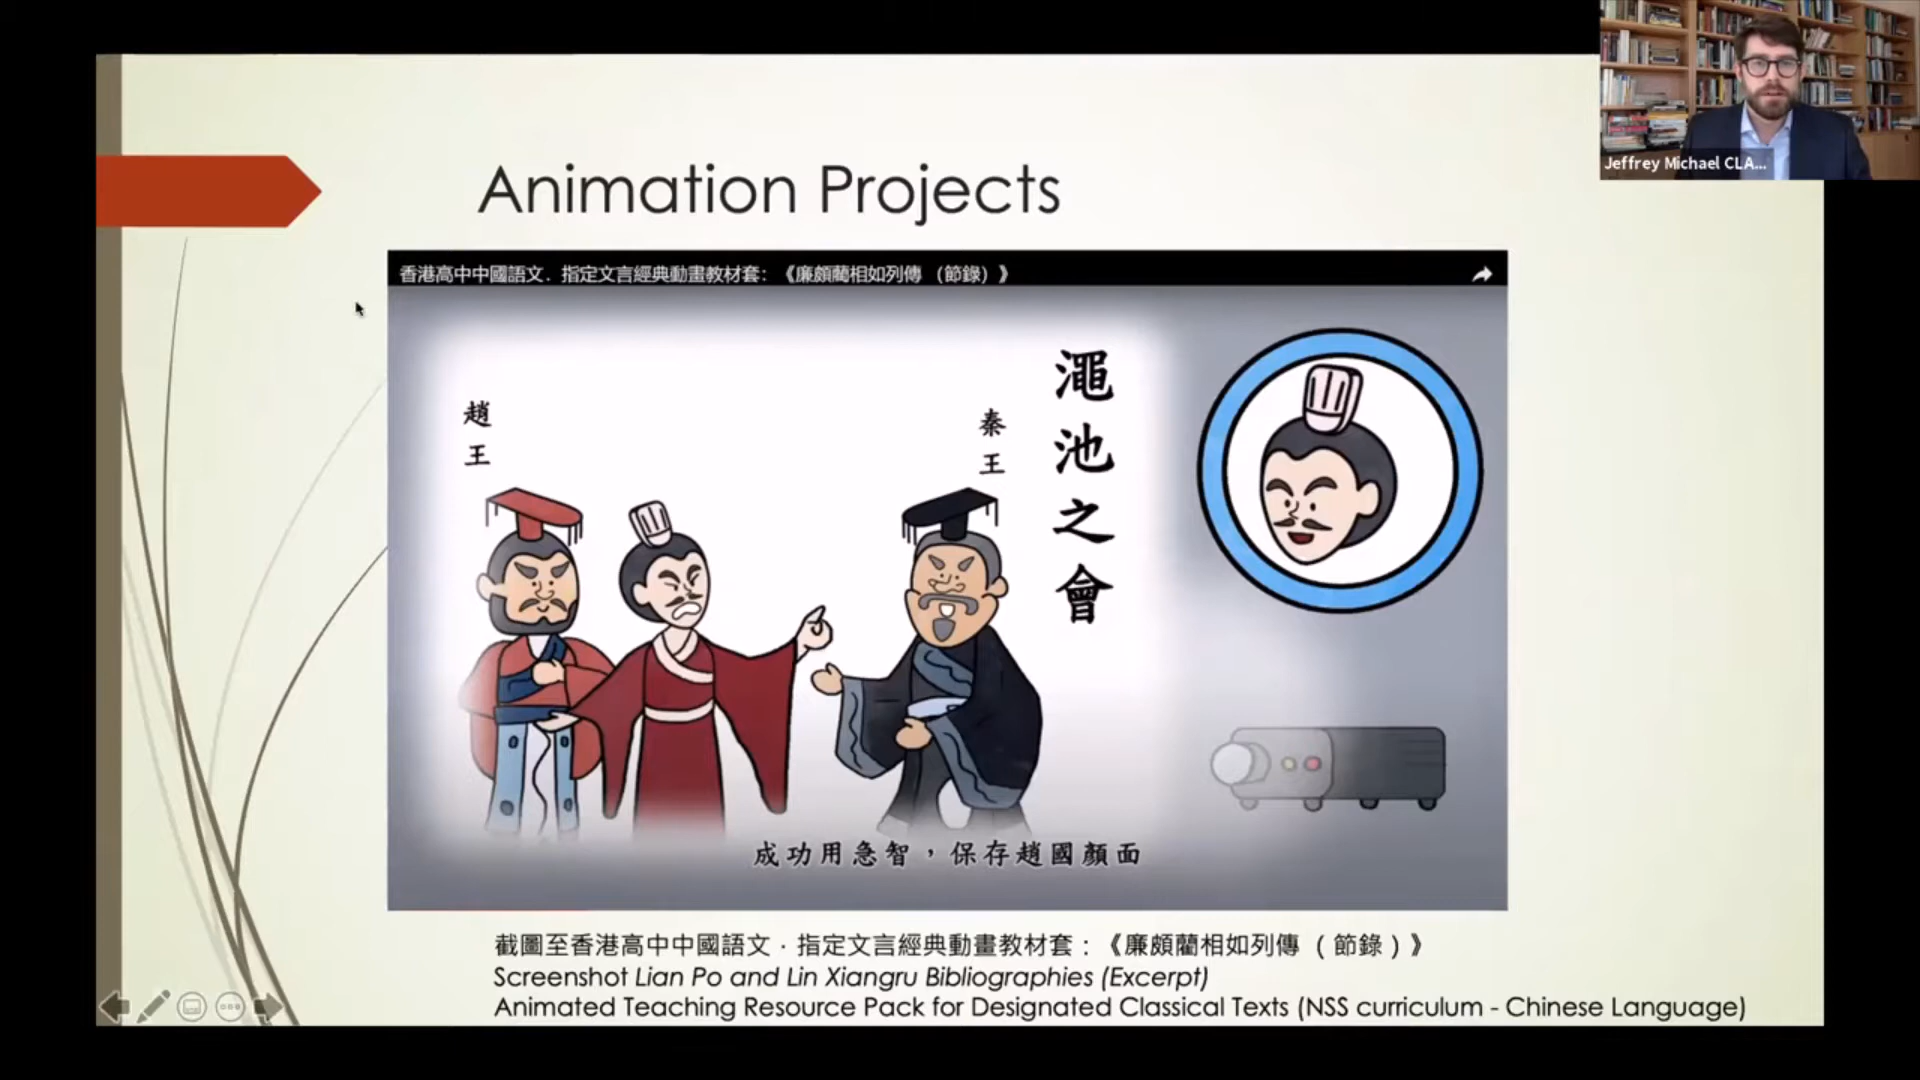 Jeffrey Michael CLA...
Animation Projects
香港高中中國語文．指定文言經典動畫教材套：《廉頗藺相如列傳 （節錄）》
趙王
秦王
澠池之會
成功用急智，保存趙國顏面
截圖至香港高中中國語文．指定文言經典動畫教材套：《廉頗藺相如列傳 （節錄）》
Screenshot Lian Po and Lin Xiangru Bibliographies (Excerpt)
Animated Teaching Resource Pack for Designated Classical Texts (NSS curriculum - Chinese Language)